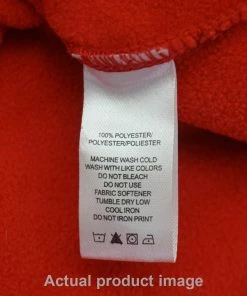 100% POLYESTER/
POLYESTER/POLIESTER
MACHINE WASH COLD
WASH WITH LIKE COLORS
DO NOT BLEACH
DO NOT USE
FABRIC SOFTENER
TUMBLE DRY LOW
COOL IRON
DO NOT IRON PRINT
Actual product image